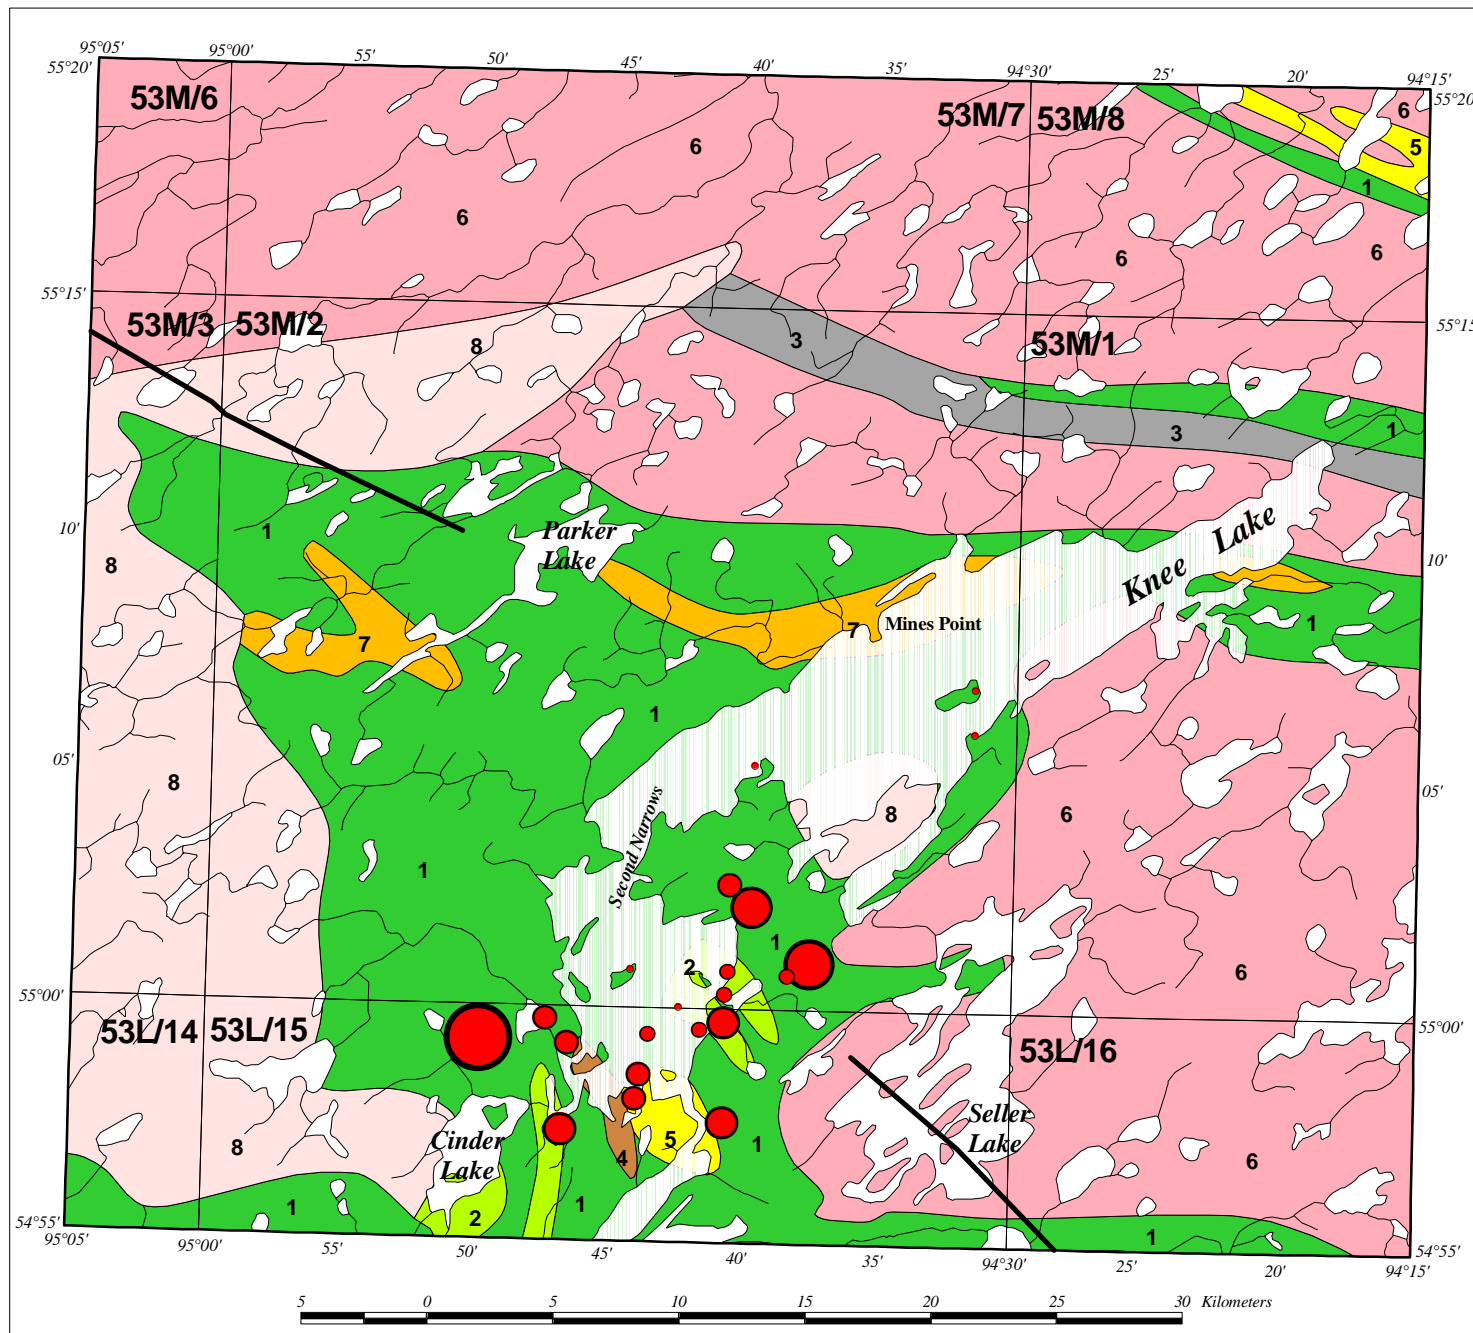 95°05' 95°00' 55' 50' 45' 40' 35' 94°30' 25' 20' 94°15'
55°20' 55°20'
53M/6 53M/7 53M/8
6 6 5
6 1
6 6 6
55°15' 55°15'
53M/3 53M/2 53M/1
8 3
3 1
10' 10'
1 Parker
Lake
Knee Lake
8
7 7 Mines Point 1
1
05' 05'
8 8 6
Second Narrows
1
1
2 6
55°00' 55°00'
53L/14 53L/15 53L/16
Cinder
Lake
Seller
Lake
8 4 5 1 6
1 2 1 1
54°55' 54°55'
95°05' 95°00' 55' 50' 45' 40' 35' 94°30' 25' 20' 94°15'
5 0 5 10 15 20 25 30 Kilometers